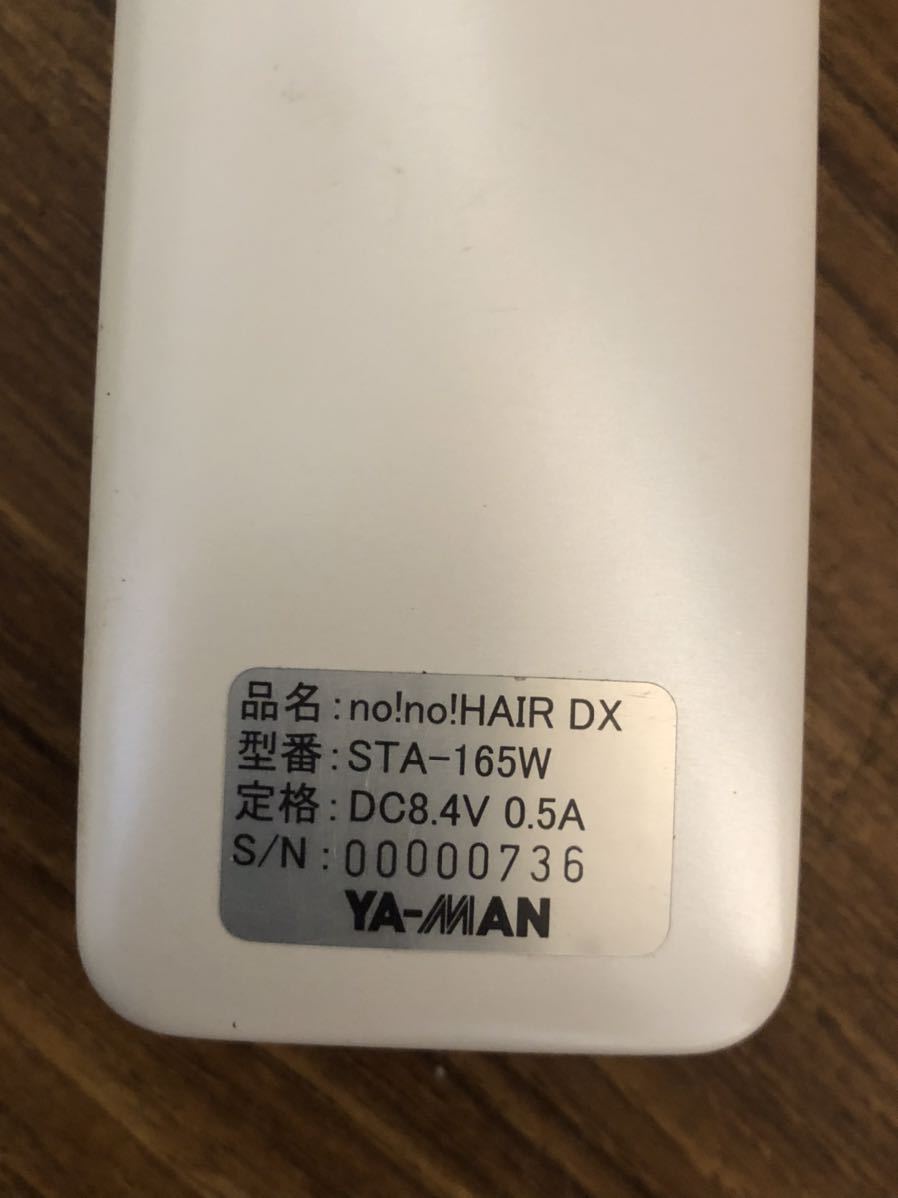 品名:no!no!HAIR DX
型番:STA-165W
定格:DC8.4V 0.5A
S/N:00000736
YA-MAN